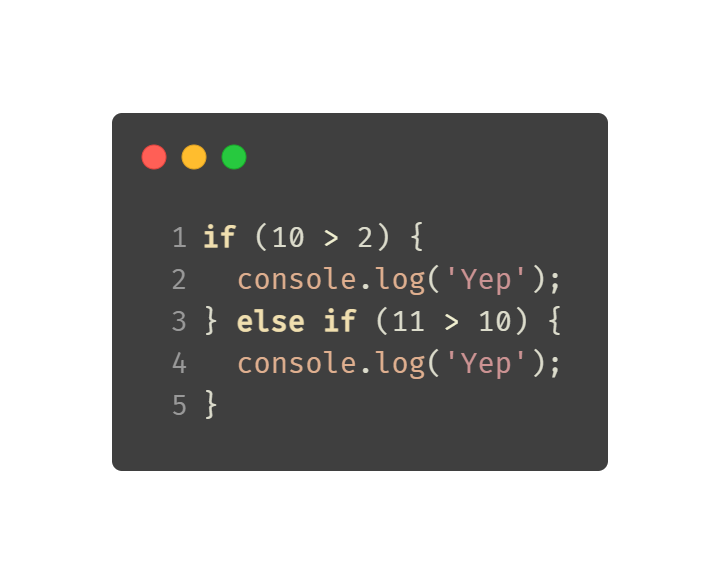 1 if (10 > 2) {
2   console.log('Yep');
3 } else if (11 > 10) {
4   console.log('Yep');
5 }